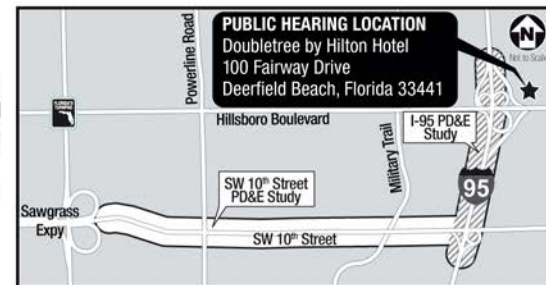 PUBLIC HEARING LOCATION
Doubletree by Hilton Hotel
100 Fairway Drive
Deerfield Beach, Florida 33441
N
Not to Scale
Powerline Road
Hillsboro Boulevard
I-95 PD&E
Study
Military Trail
95
SW 10th Street
PD&E Study
Sawgrass
Expy
SW 10th Street